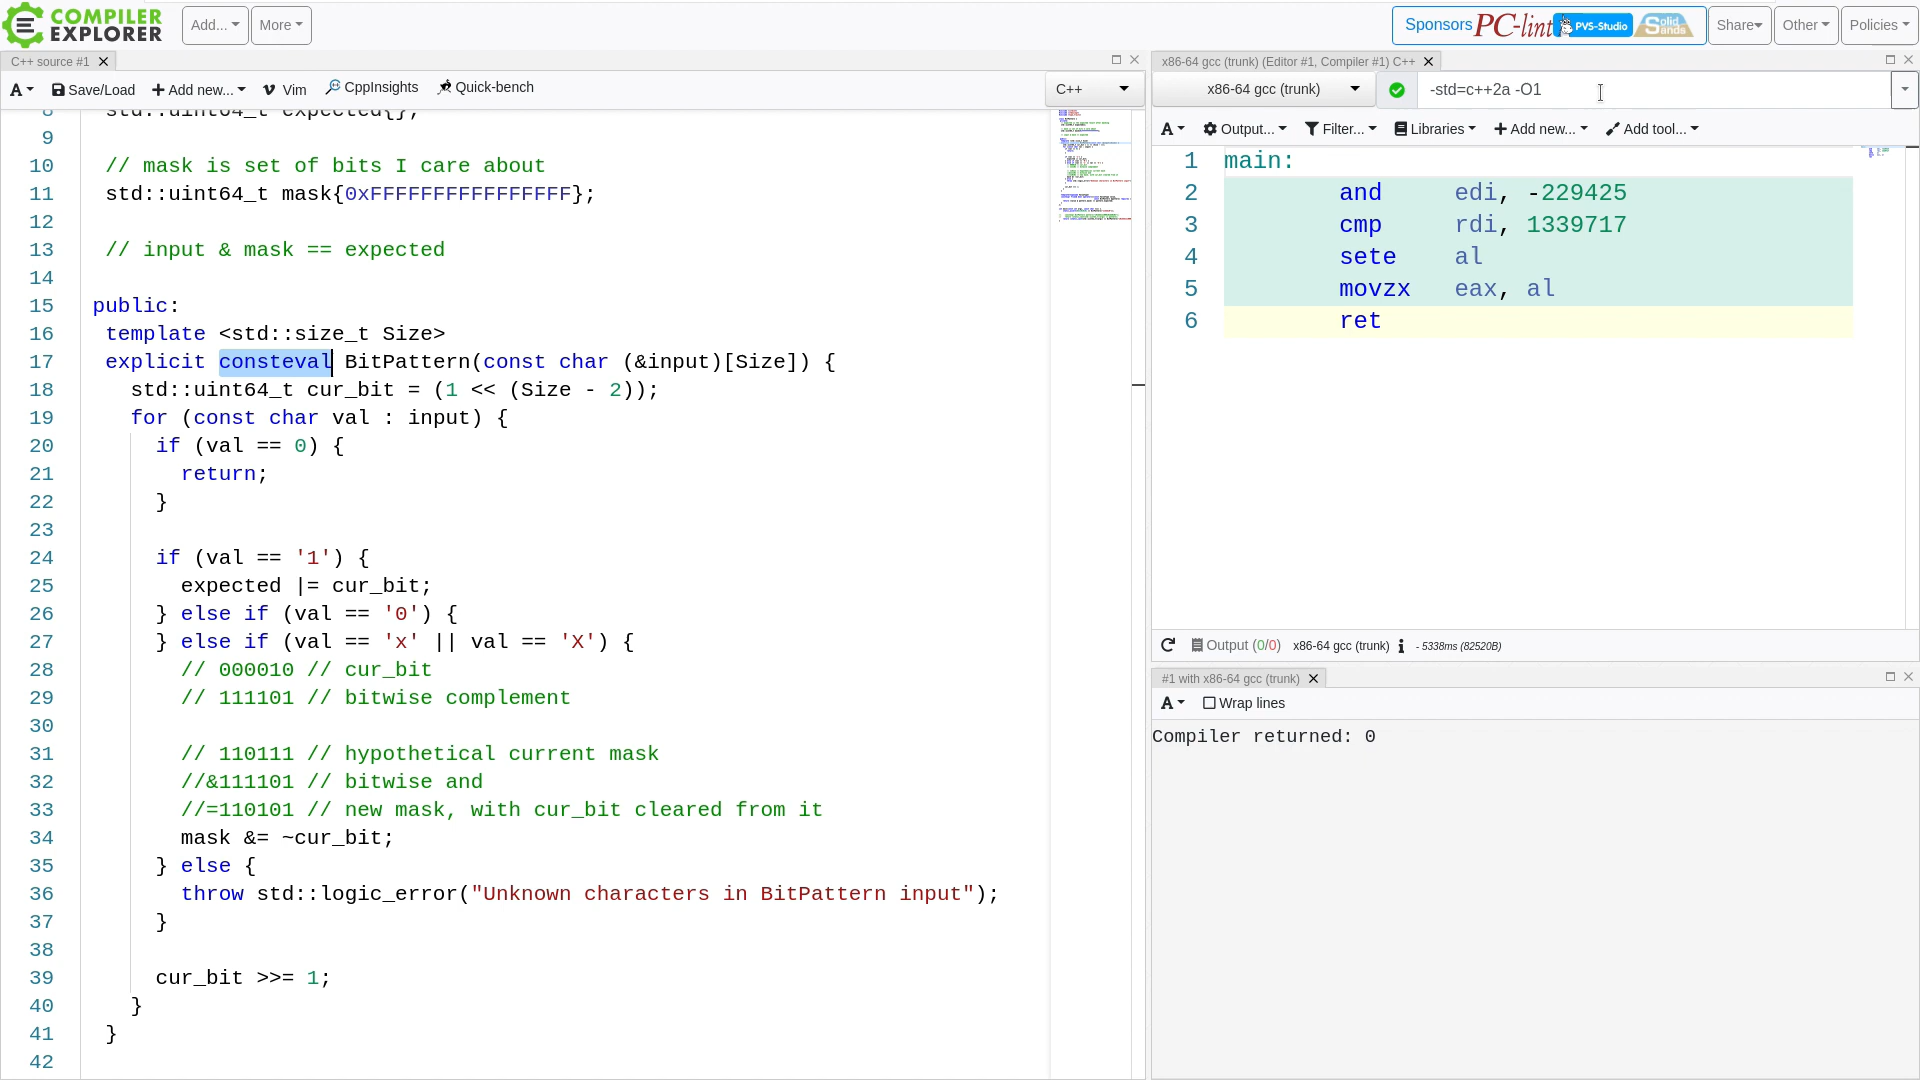 COMPILER
EXPLORER
Add...
More
Sponsors PC-lint PVS-Studio Solid Sands
Share
Other
Policies
C++ source #1
A
Save/Load
Add new...
Vim
CppInsights
Quick-bench
C++
8 std::uint64_t expected{};
9
10 // mask is set of bits I care about
11 std::uint64_t mask{0xFFFFFFFFFFFFFFFF};
12
13 // input & mask == expected
14
15 public:
16 template <std::size_t Size>
17 explicit consteval BitPattern(const char (&input)[Size]) {
18 std::uint64_t cur_bit = (1 << (Size - 2));
19 for (const char val : input) {
20 if (val == 0) {
21 return;
22 }
23
24 if (val == '1') {
25 expected |= cur_bit;
26 } else if (val == '0') {
27 } else if (val == 'x' || val == 'X') {
28 // 000010 // cur_bit
29 // 111101 // bitwise complement
30
31 // 110111 // hypothetical current mask
32 //&111101 // bitwise and
33 //=110101 // new mask, with cur_bit cleared from it
34 mask &= ~cur_bit;
35 } else {
36 throw std::logic_error("Unknown characters in BitPattern input");
37 }
38
39 cur_bit >>= 1;
40 }
41 }
42
x86-64 gcc (trunk) (Editor #1, Compiler #1) C++
x86-64 gcc (trunk)
-std=c++2a -O1
A
Output...
Filter...
Libraries
Add new...
Add tool...
1 main:
2 and edi, -229425
3 cmp rdi, 1339717
4 sete al
5 movzx eax, al
6 ret
Output (0/0) x86-64 gcc (trunk) - 5338ms (82520B)
#1 with x86-64 gcc (trunk)
A
Wrap lines
Compiler returned: 0